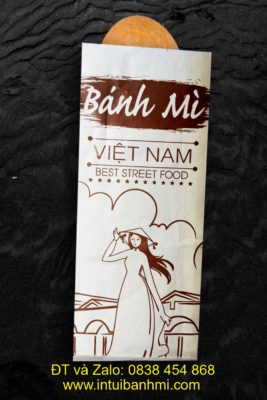 Bánh Mì
VIỆT NAM
BEST STREET FOOD
ĐT và Zalo: 0838 454 868
www.intuibanhmi.com